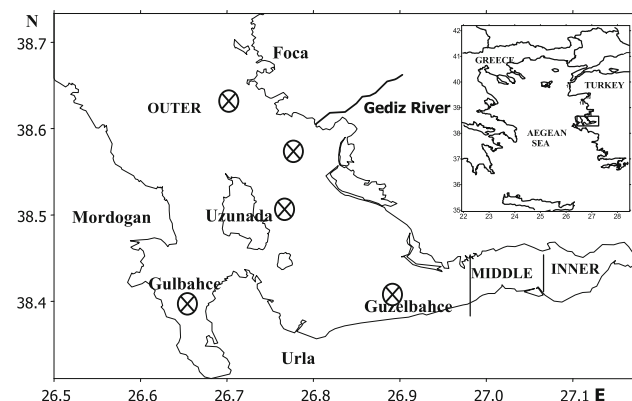 N
38.7
38.6
38.5
38.4
Foca
OUTER
Gediz River
Mordogan
Uzunada
Gulbahce
Guzelbahce
MIDDLE
INNER
Urla
26.5
26.6
26.7
26.8
26.9
27.0
27.1
E
42
41
40
39
38
37
36
35
GREECE
TURKEY
AEGEAN
SEA
22
23
24
25
26
27
28